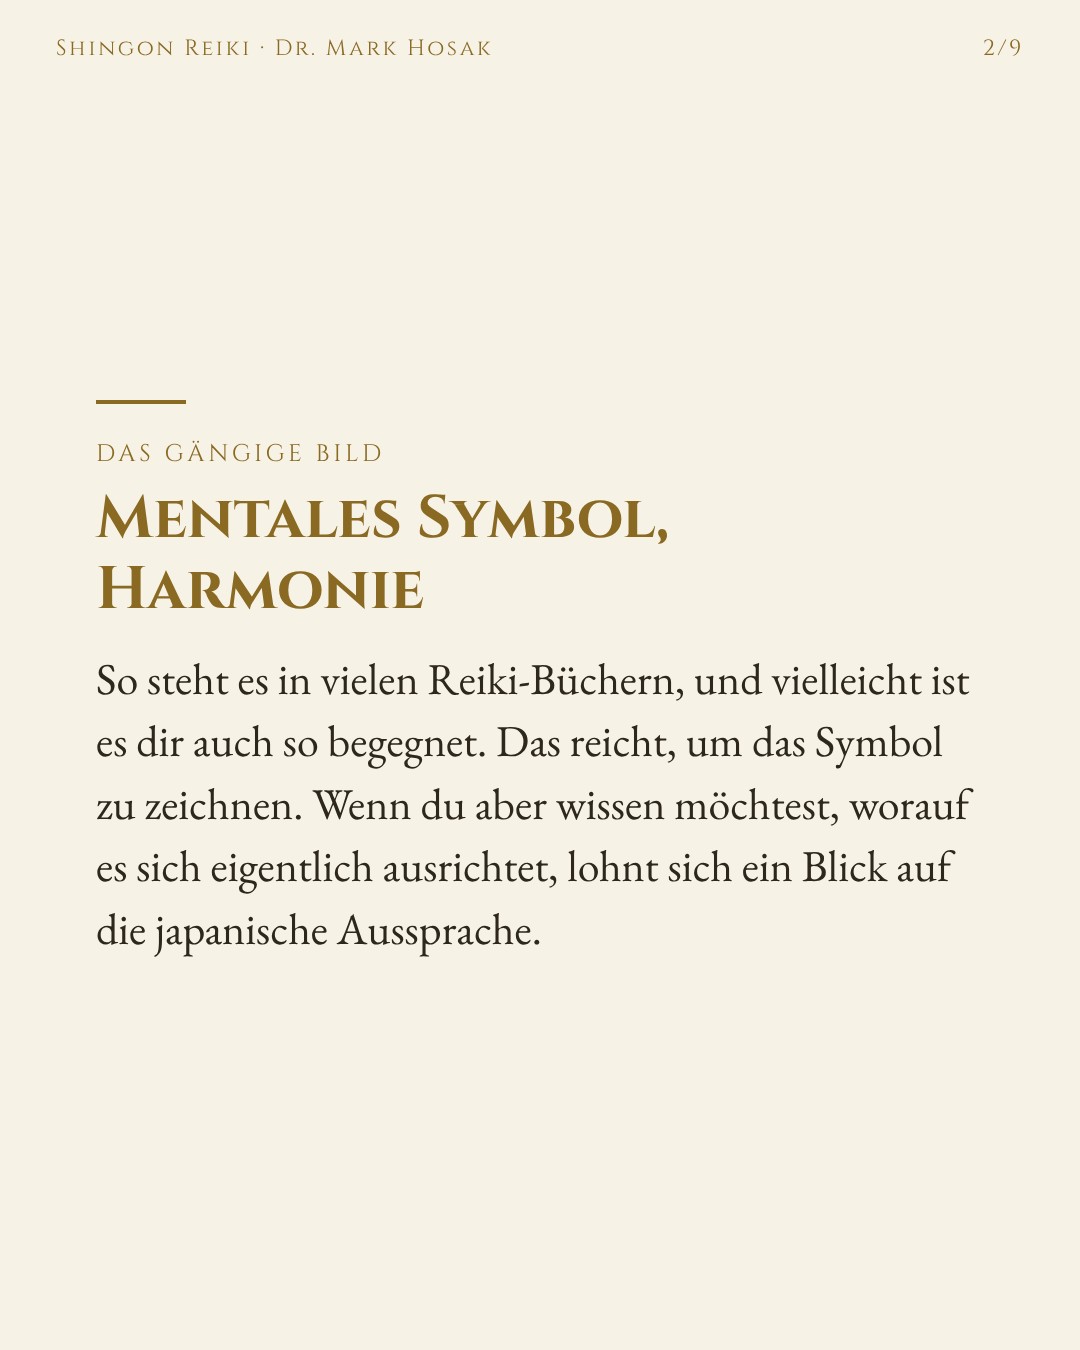 Shingon Reiki · Dr. Mark Hosak
2/9
DAS GÄNGIGE BILD
Mentales Symbol,
Harmonie
So steht es in vielen Reiki-Büchern, und vielleicht ist
es dir auch so begegnet. Das reicht, um das Symbol
zu zeichnen. Wenn du aber wissen möchtest, worauf
es sich eigentlich ausrichtet, lohnt sich ein Blick auf
die japanische Aussprache.